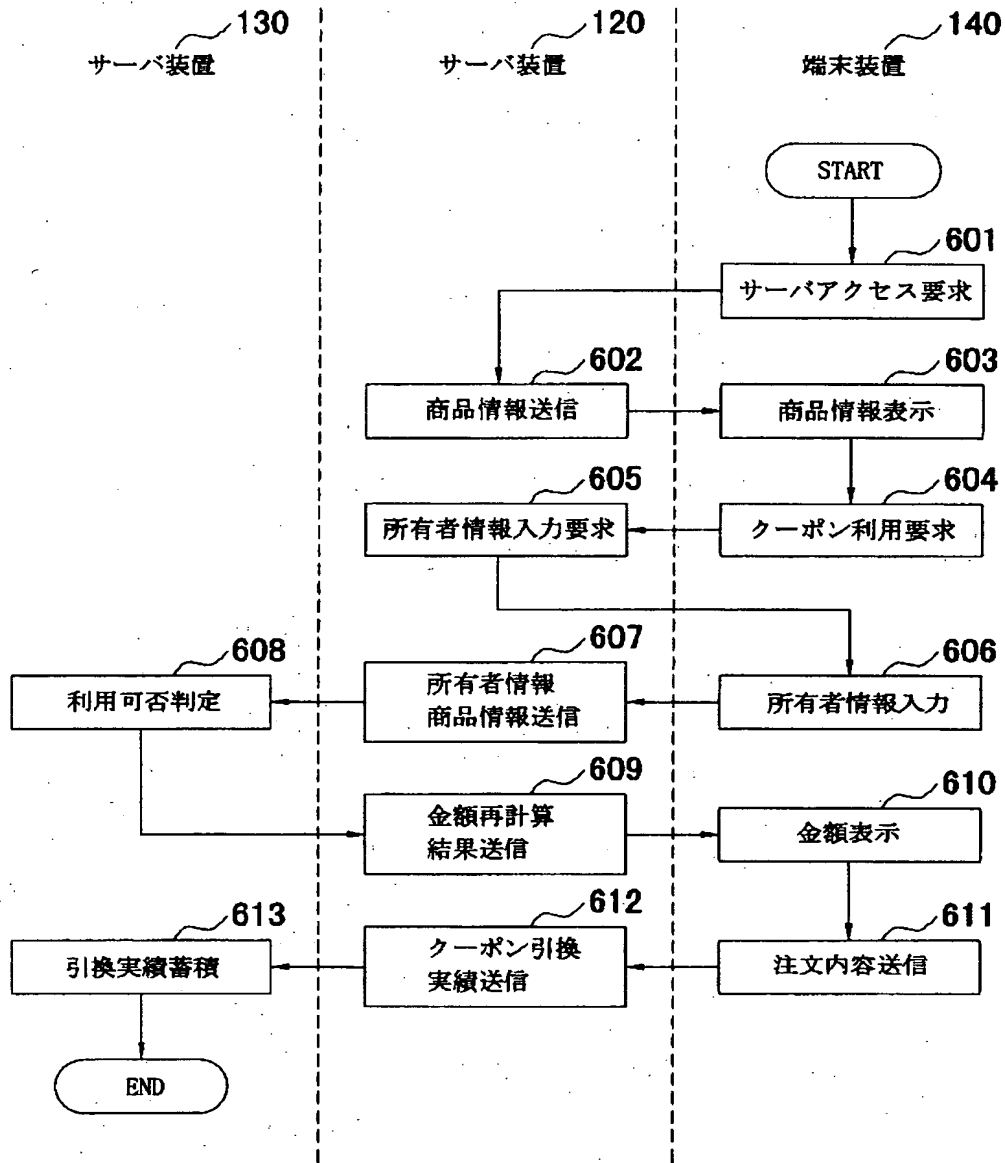 130
120
140
サーバ装置
サーバ装置
端末装置
START
601
サーバアクセス要求
602
商品情報送信
603
商品情報表示
604
クーポン利用要求
605
所有者情報入力要求
606
所有者情報入力
607
所有者情報
商品情報送信
608
利用可否判定
609
金額再計算
結果送信
610
金額表示
611
注文内容送信
612
クーポン引換
実績送信
613
引換実績蓄積
END